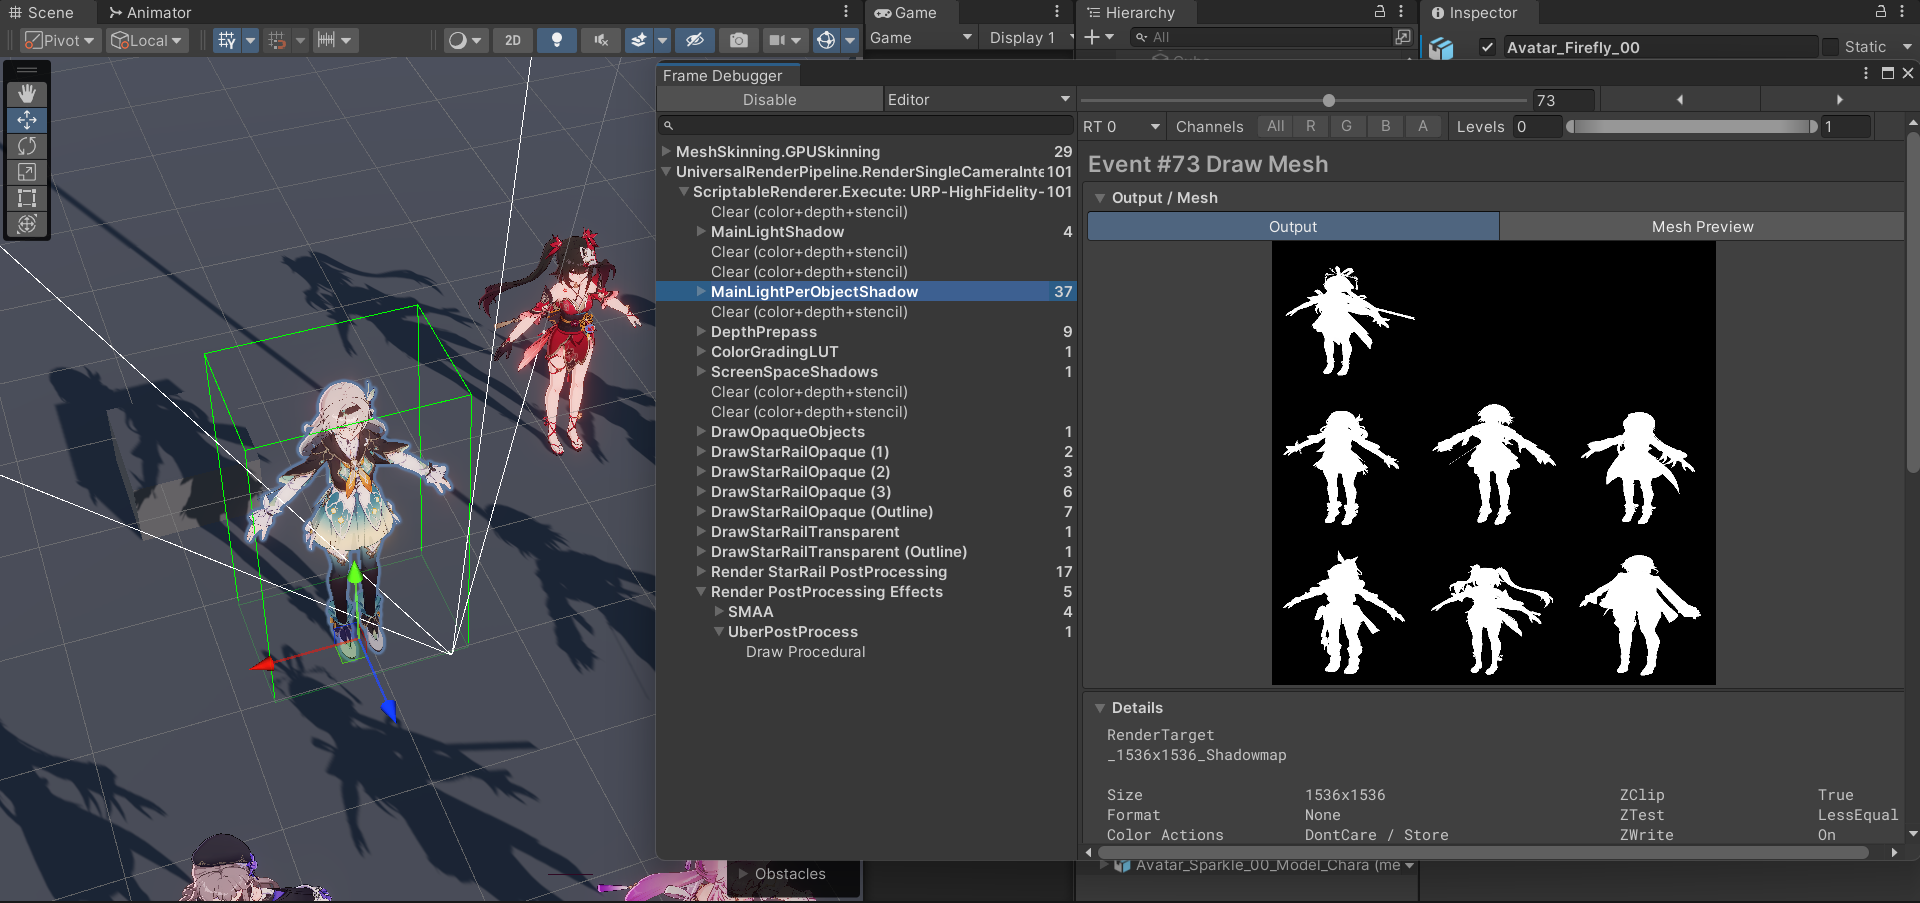 Scene
Animator
Game
Hierarchy
Inspector
Pivot
Local
2D
Game
Display 1
All
Avatar_Firefly_00
Static
Frame Debugger
Disable
Editor
73
RT 0
Channels
All
R
G
B
A
Levels
0
1
MeshSkinning.GPUSkinning 29
UniversalRenderPipeline.RenderSingleCameraInte 101
ScriptableRenderer.Execute: URP-HighFidelity- 101
Clear (color+depth+stencil)
MainLightShadow 4
Clear (color+depth+stencil)
Clear (color+depth+stencil)
MainLightPerObjectShadow 37
Clear (color+depth+stencil)
DepthPrepass 9
ColorGradingLUT 1
ScreenSpaceShadows 1
Clear (color+depth+stencil)
Clear (color+depth+stencil)
DrawOpaqueObjects 1
DrawStarRailOpaque (1) 2
DrawStarRailOpaque (2) 3
DrawStarRailOpaque (3) 6
DrawStarRailOpaque (Outline) 7
DrawStarRailTransparent 1
DrawStarRailTransparent (Outline) 1
Render StarRail PostProcessing 17
Render PostProcessing Effects 5
SMAA 4
UberPostProcess 1
Draw Procedural
Event #73 Draw Mesh
Output / Mesh
Output
Mesh Preview
Details
RenderTarget
_1536x1536_Shadowmap
Size 1536x1536 ZClip True
Format None ZTest LessEqual
Color Actions DontCare / Store ZWrite On
Obstacles
Avatar_Sparkle_00_Model_Chara (me